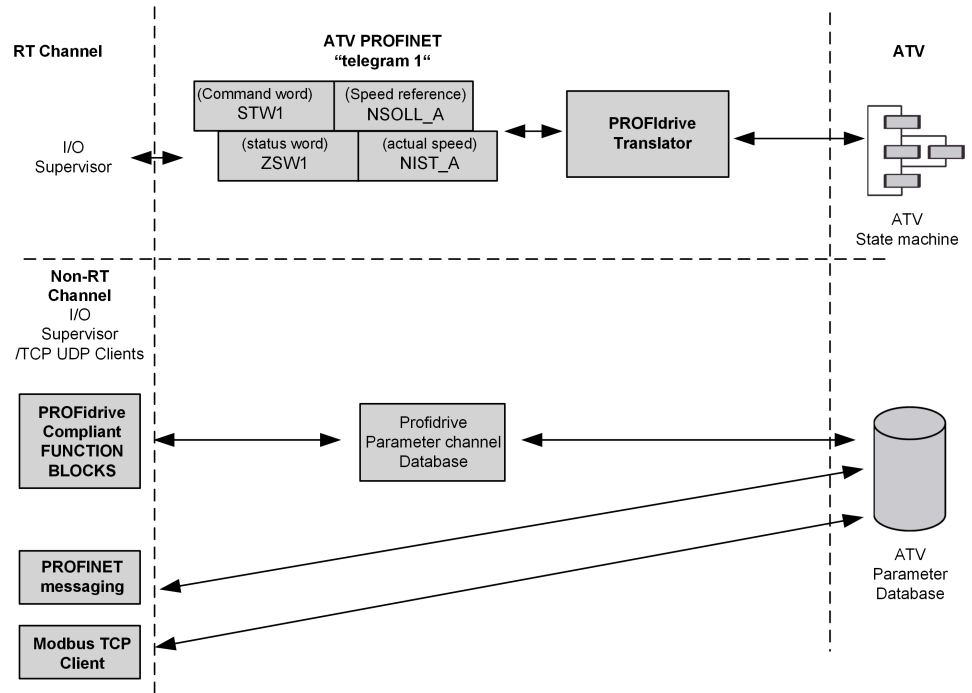 RT Channel
ATV PROFINET
“telegram 1“
ATV
(Command word)
STW1
(Speed reference)
NSOLL_A
(status word)
ZSW1
(actual speed)
NIST_A
PROFIdrive
Translator
I/O
Supervisor
ATV
State machine
Non-RT
Channel
I/O
Supervisor
/TCP UDP Clients
PROFidrive
Compliant
FUNCTION
BLOCKS
Profidrive
Parameter channel
Database
ATV
Parameter
Database
PROFINET
messaging
Modbus TCP
Client